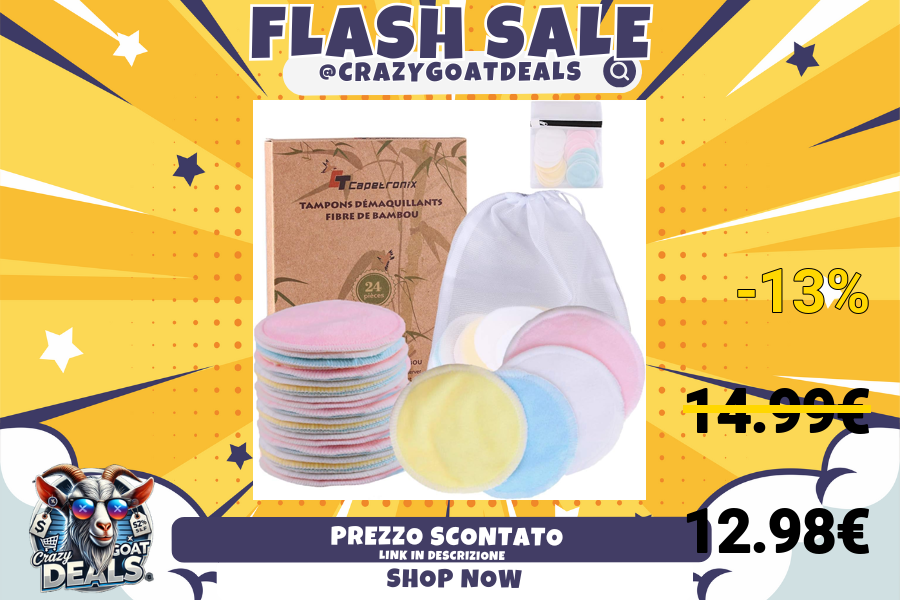 FLASH SALE
@CRAZYGOATDEALS
Capetronix
TAMPONS DÉMAQUILLANTS
FIBRE DE BAMBOU
24
pièces
-13%
14.99€
12.98€
PREZZO SCONTATO
LINK IN DESCRIZIONE
SHOP NOW
$
52%
Crazy
GOAT
DEALS